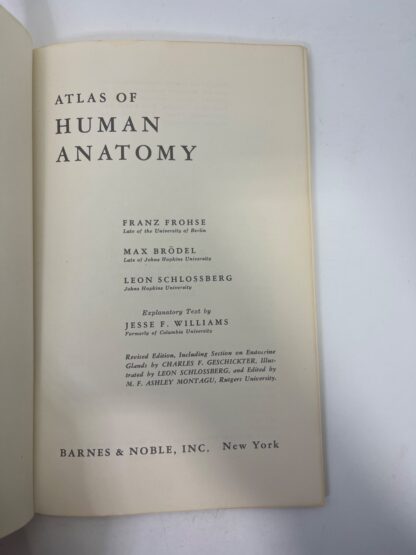 ATLAS OF
HUMAN
ANATOMY
FRANZ FROHSE
Late of the University of Berlin
MAX BRÖDEL
Late of Johns Hopkins University
LEON SCHLOSSBERG
Johns Hopkins University
Explanatory Text by
JESSE F. WILLIAMS
Formerly of Columbia University
Revised Edition, Including Section on Endocrine
Glands by CHARLES F. GESCHICKTER, Illus-
trated by LEON SCHLOSSBERG, and Edited by
M. F. ASHLEY MONTAGU, Rutgers University.
BARNES & NOBLE, INC. New York